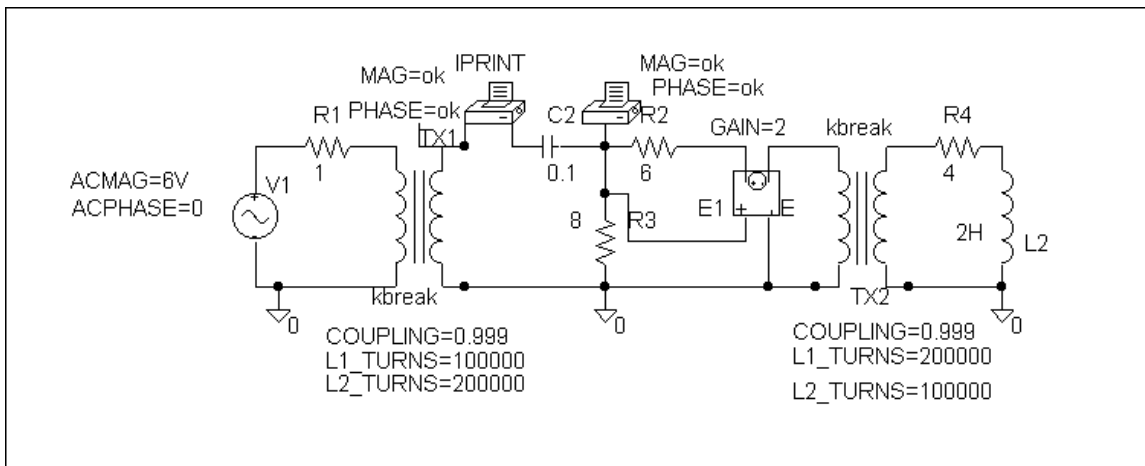 IPRINT
MAG=ok
MAG=ok
PHASE=ok
PHASE=ok
R1
TX1
C2
R2
GAIN=2
kbreak
R4
1
0.1
6
4
ACMAG=6V
ACPHASE=0
V1
E1
+
-
E
8
R3
2H
L2
kbreak
TX2
0
0
0
COUPLING=0.999
L1_TURNS=100000
L2_TURNS=200000
COUPLING=0.999
L1_TURNS=200000
L2_TURNS=100000